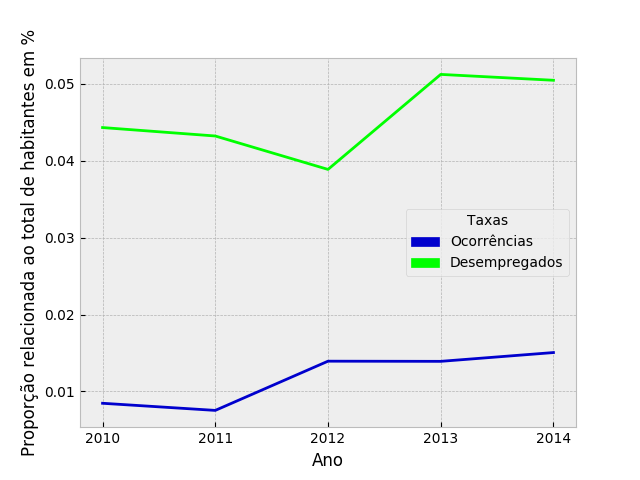 Proporção relacionada ao total de habitantes em %
0.05
0.04
0.03
0.02
0.01
Taxas
Ocorrências
Desempregados
2010 2011 2012 2013 2014
Ano